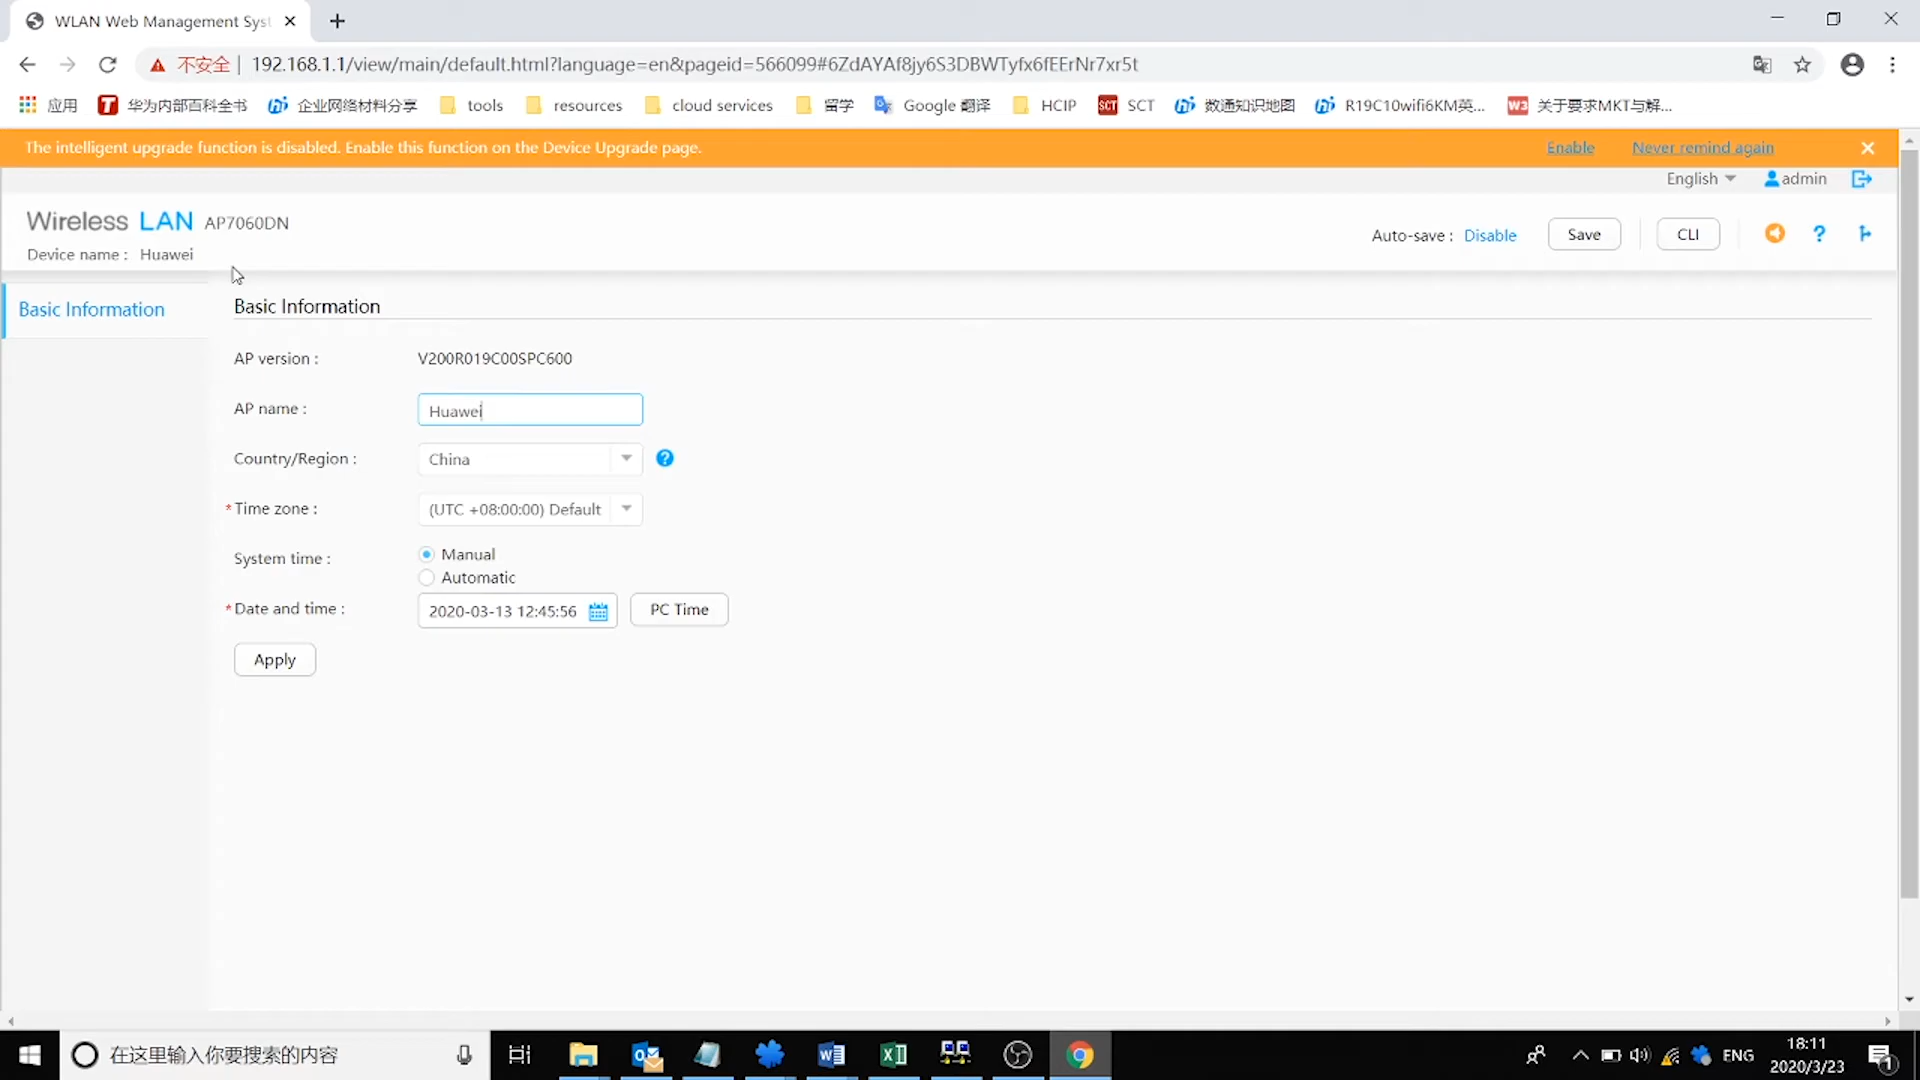 WLAN Web Management Syst
不安全 | 192.168.1.1/view/main/default.html?language=en&pageid=566099#6ZdAYAf8jy6S3DBWTyfx6fEErNr7xr5t
应用 华为内部百科全书 企业网络材料分享 tools resources cloud services 留学 Google 翻译 HCIP SCT SCT 数通知识地图 R19C10wifi6KM英... W3 关于要求MKT与解...
The intelligent upgrade function is disabled. Enable this function on the Device Upgrade page. Enable Never remind again
English admin
Wireless LAN AP7060DN
Auto-save : Disable Save CLI
Device name : Huawei
Basic Information
Basic Information
AP version : V200R019C00SPC600
AP name : Huawei
Country/Region : China
*Time zone : (UTC +08:00:00) Default
System time : Manual
Automatic
*Date and time : 2020-03-13 12:45:56 PC Time
Apply
在这里输入你要搜索的内容
ENG
18:11
2020/3/23
1